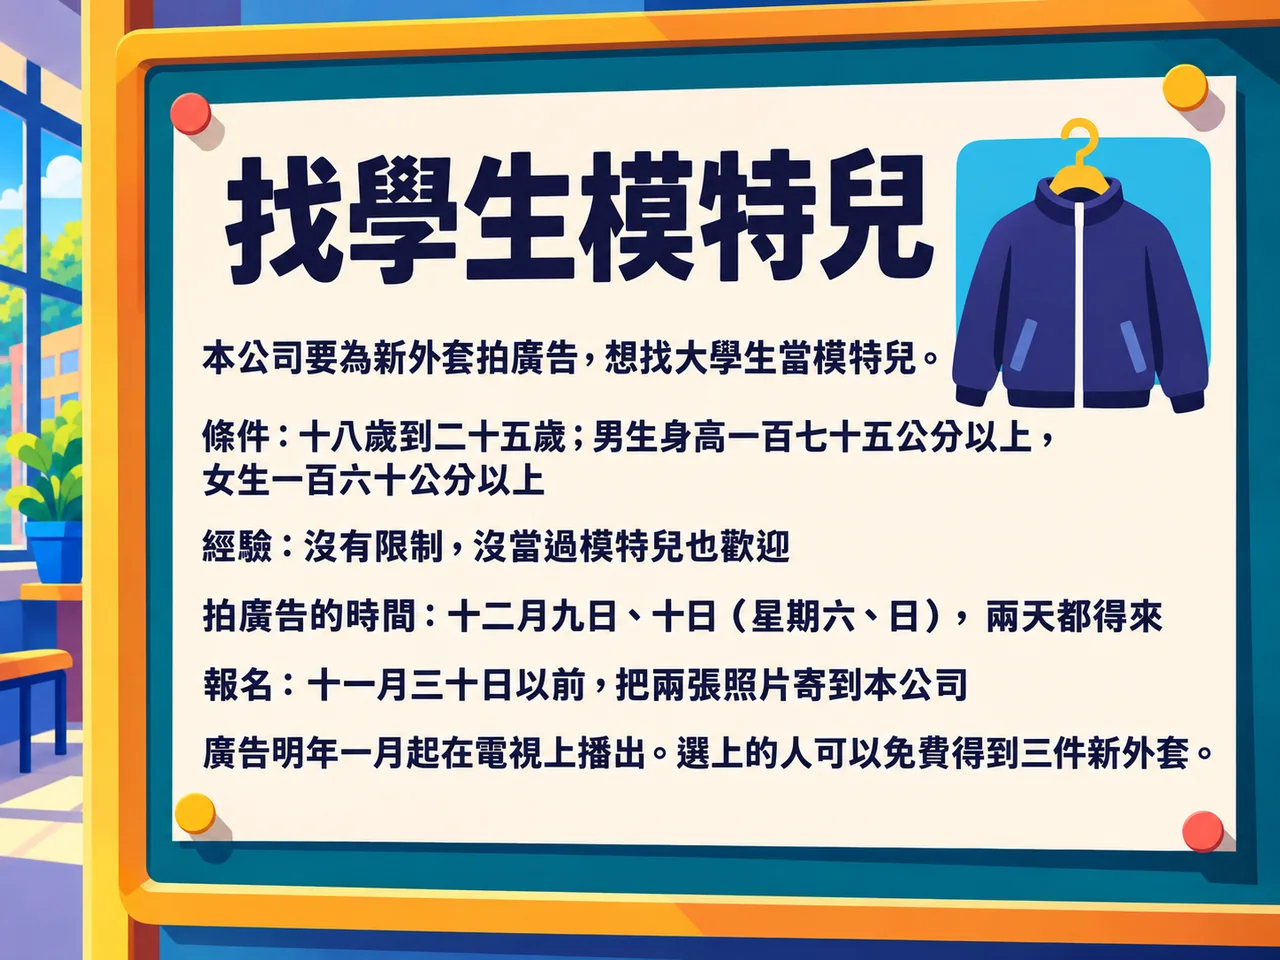 找學生模特兒
本公司要為新外套拍廣告，想找大學生當模特兒。
條件：十八歲到二十五歲；男生身高一百七十五公分以上，
女生一百六十公分以上
經驗：沒有限制，沒當過模特兒也歡迎
拍廣告的時間：十二月九日、十日（星期六、日），兩天都得來
報名：十一月三十日以前，把兩張照片寄到本公司
廣告明年一月起在電視上播出。選上的人可以免費得到三件新外套。